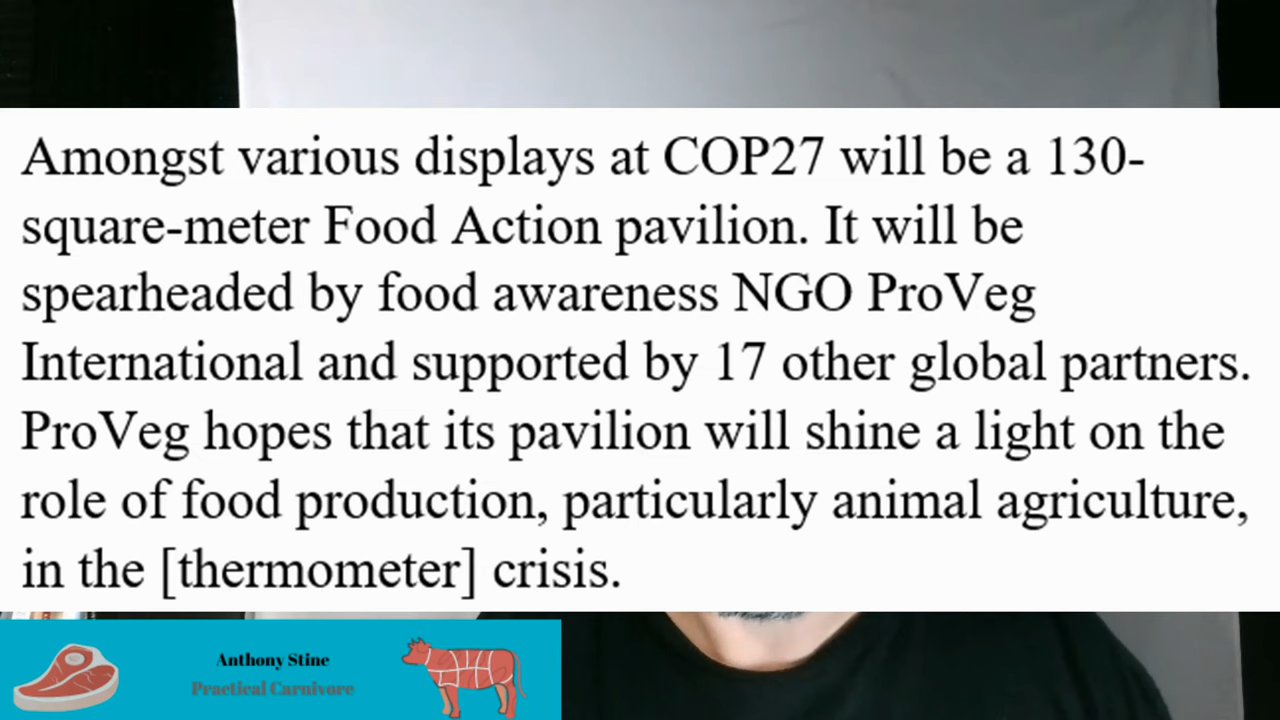 Amongst various displays at COP27 will be a 130-
square-meter Food Action pavilion. It will be
spearheaded by food awareness NGO ProVeg
International and supported by 17 other global partners.
ProVeg hopes that its pavilion will shine a light on the
role of food production, particularly animal agriculture,
in the [thermometer] crisis.
Anthony Stine
Practical Carnivore